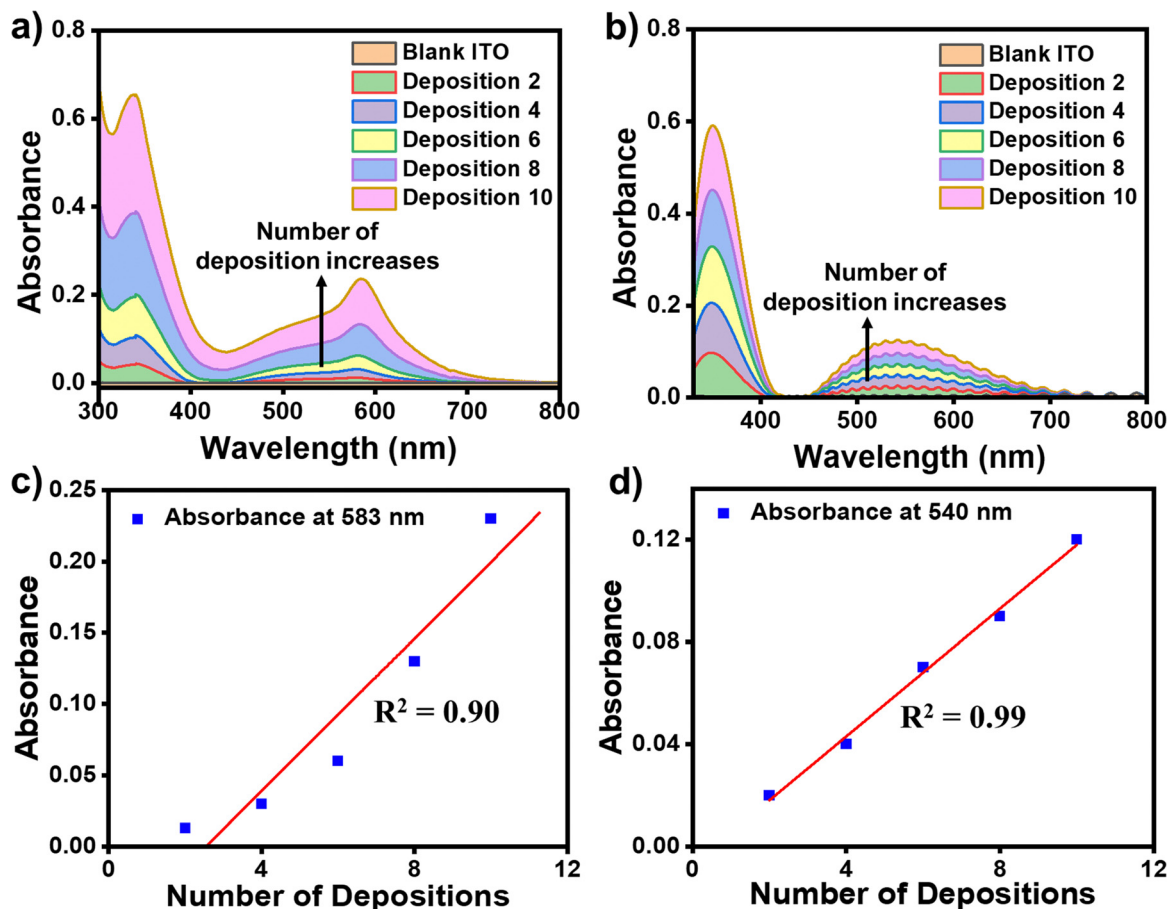 a)
0.8
0.6
0.4
0.2
0.0
Absorbance
Blank ITO
Deposition 2
Deposition 4
Deposition 6
Deposition 8
Deposition 10
Number of
deposition increases
300 400 500 600 700 800
Wavelength (nm)
b)
0.8
0.6
0.4
0.2
0.0
Absorbance
Blank ITO
Deposition 2
Deposition 4
Deposition 6
Deposition 8
Deposition 10
Number of
deposition increases
400 500 600 700 800
Wavelength (nm)
c)
0.25
0.20
0.15
0.10
0.05
0.00
Absorbance
Absorbance at 583 nm
R² = 0.90
0 4 8 12
Number of Depositions
d)
0.12
0.08
0.04
0.00
Absorbance
Absorbance at 540 nm
R² = 0.99
0 4 8 12
Number of Depositions